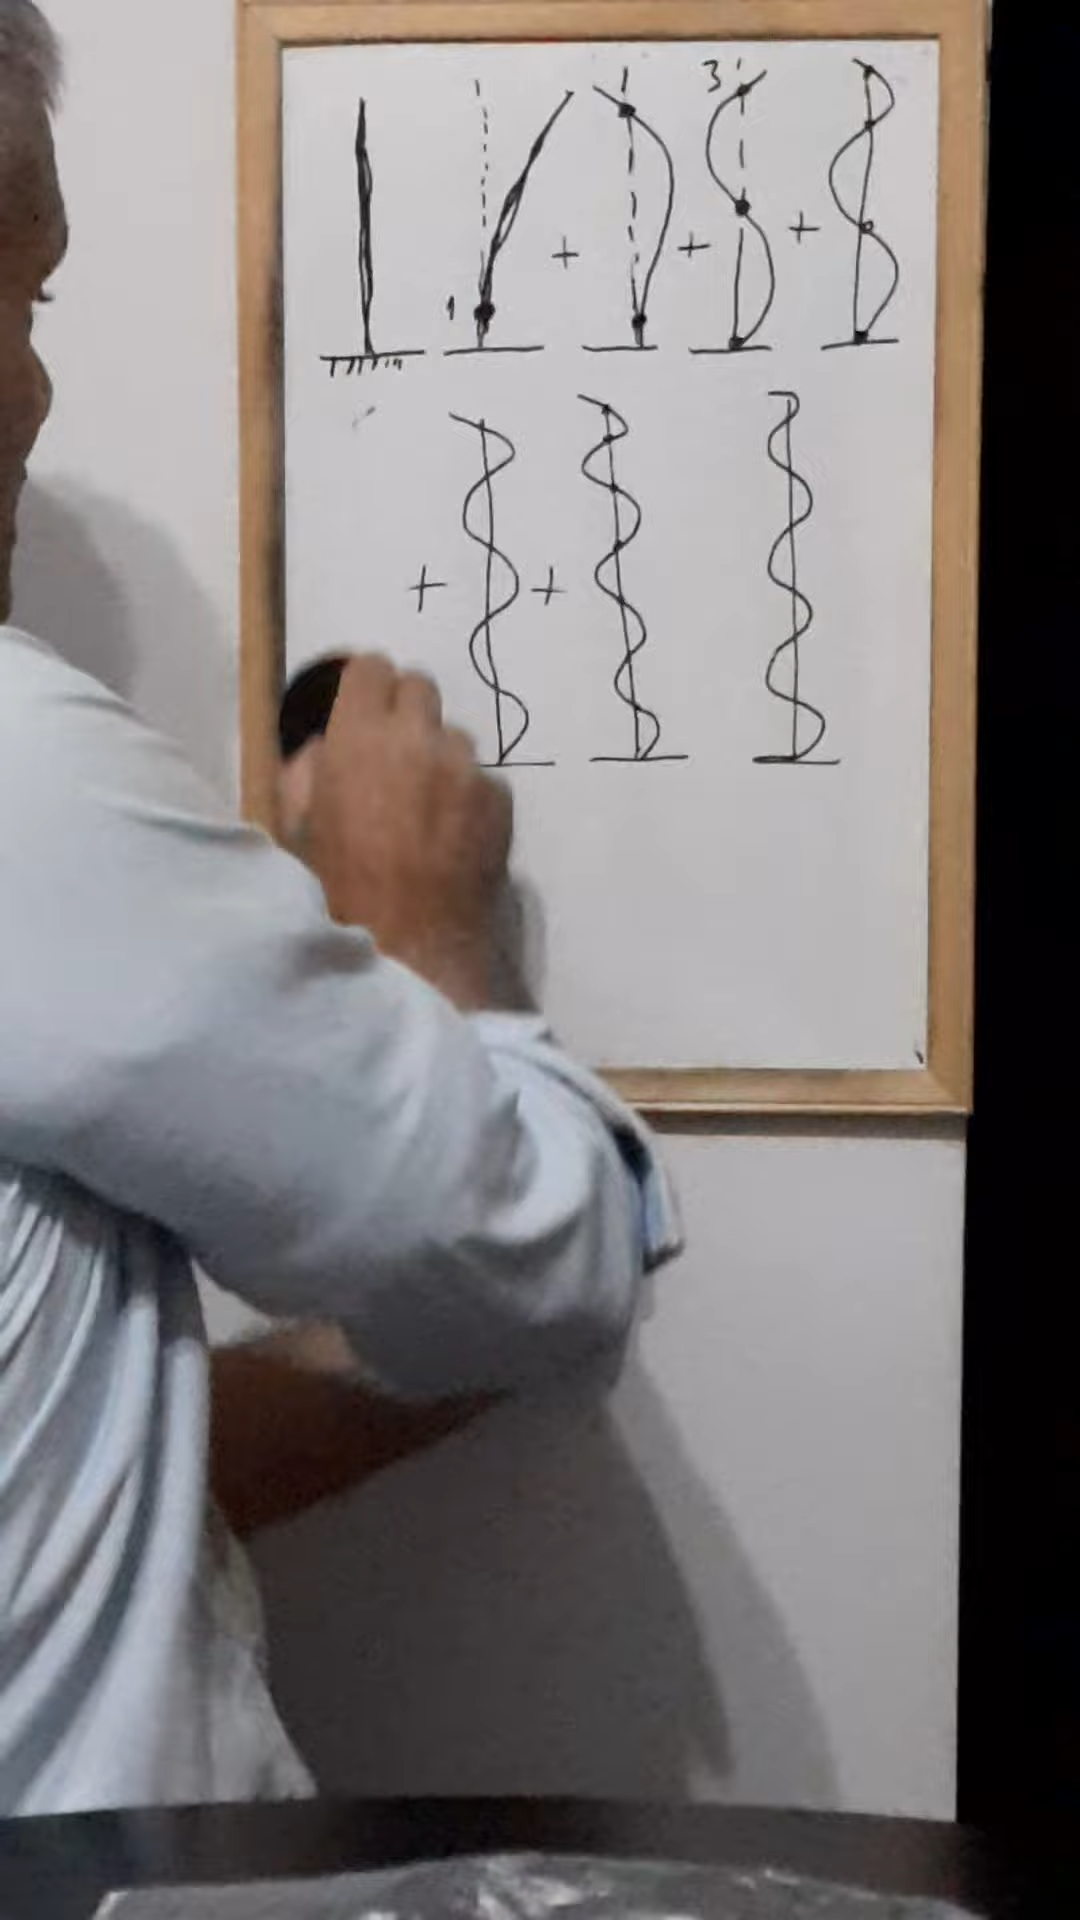 1 + + 3 +
+ +